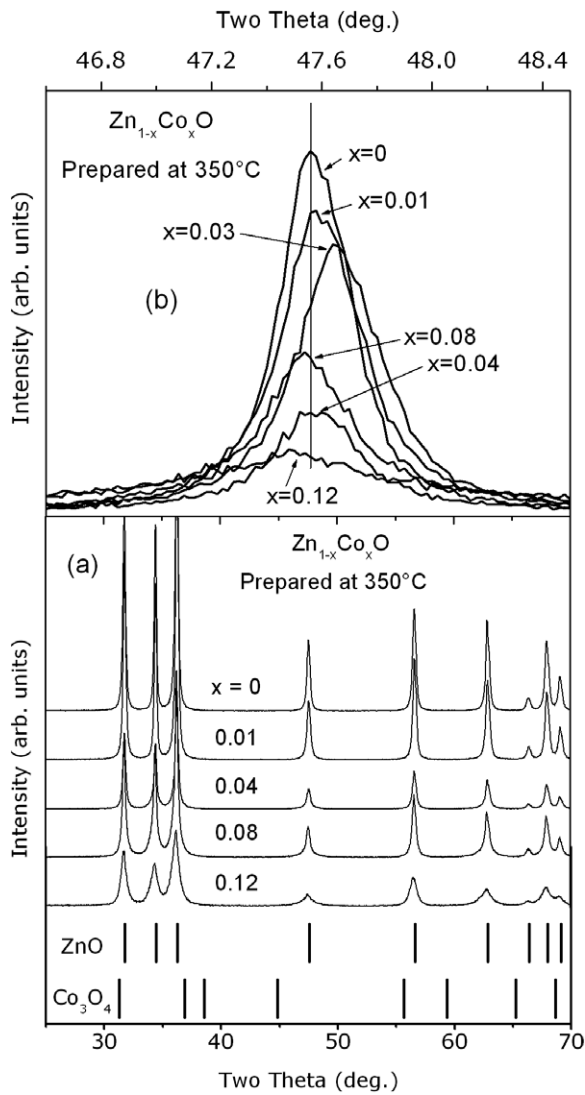 Two Theta (deg.)
46.8 47.2 47.6 48.0 48.4
Zn1-xCoxO
Prepared at 350°C
x=0
x=0.01
x=0.03
(b)
x=0.08
x=0.04
x=0.12
Intensity (arb. units)
(a)
Zn1-xCoxO
Prepared at 350°C
x = 0
0.01
0.04
0.08
0.12
Intensity (arb. units)
ZnO
Co3O4
30 40 50 60 70
Two Theta (deg.)